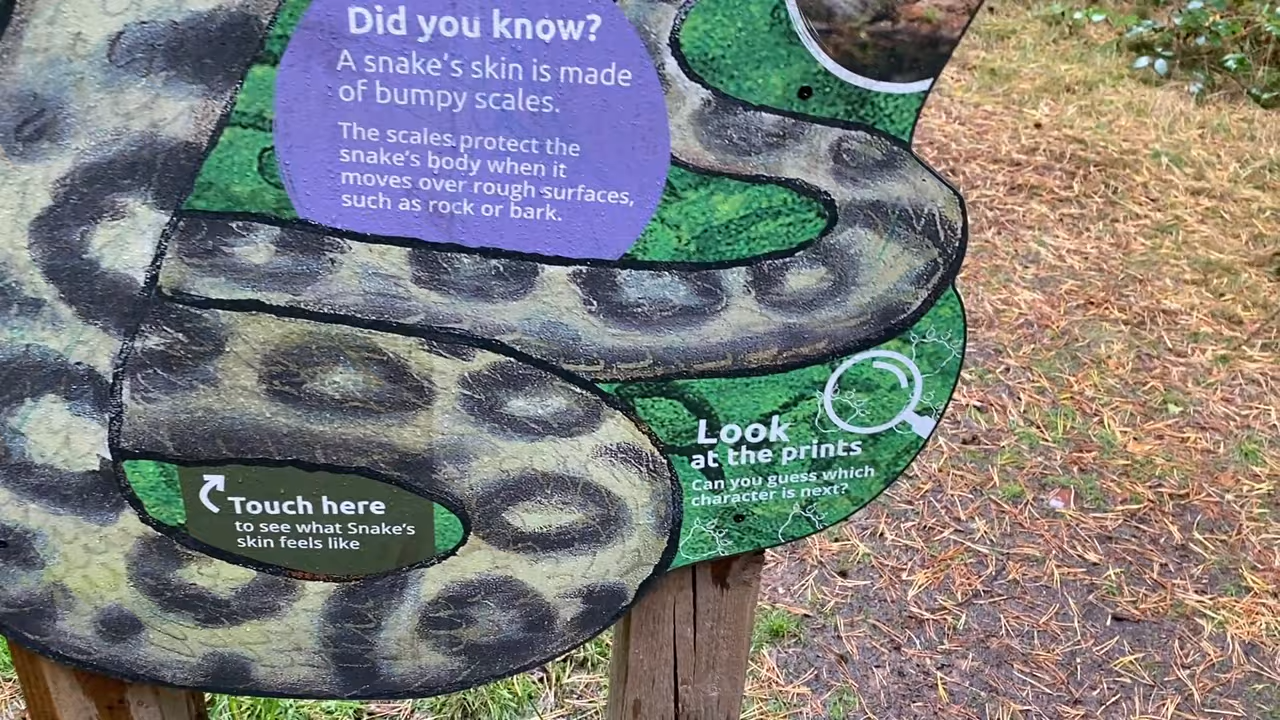 Did you know?
A snake's skin is made
of bumpy scales.
The scales protect the
snake's body when it
moves over rough surfaces,
such as rock or bark.
Look
at the prints
Can you guess which
character is next?
Touch here
to see what Snake's
skin feels like